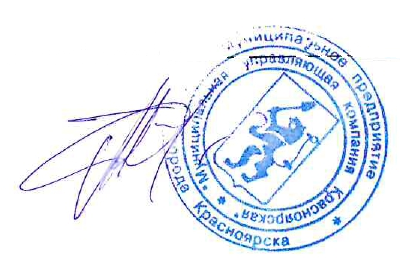 Муниципальное предприятие города Красноярска
*Муниципальная управляющая компания Красноярская*